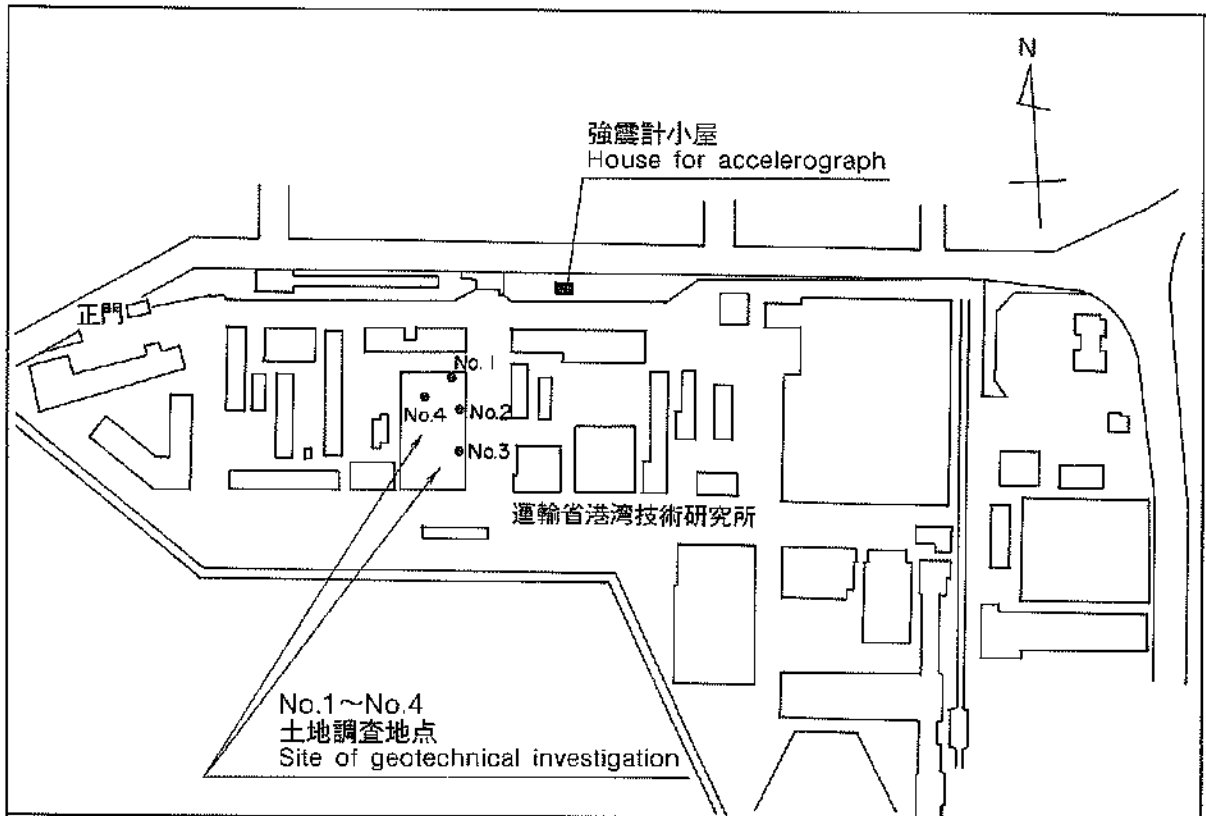 N
強震計小屋
House for accelerograph
正門
No.1
No.4
No.2
No.3
運輸省港湾技術研究所
No.1～No.4
土地調査地点
Site of geotechnical investigation